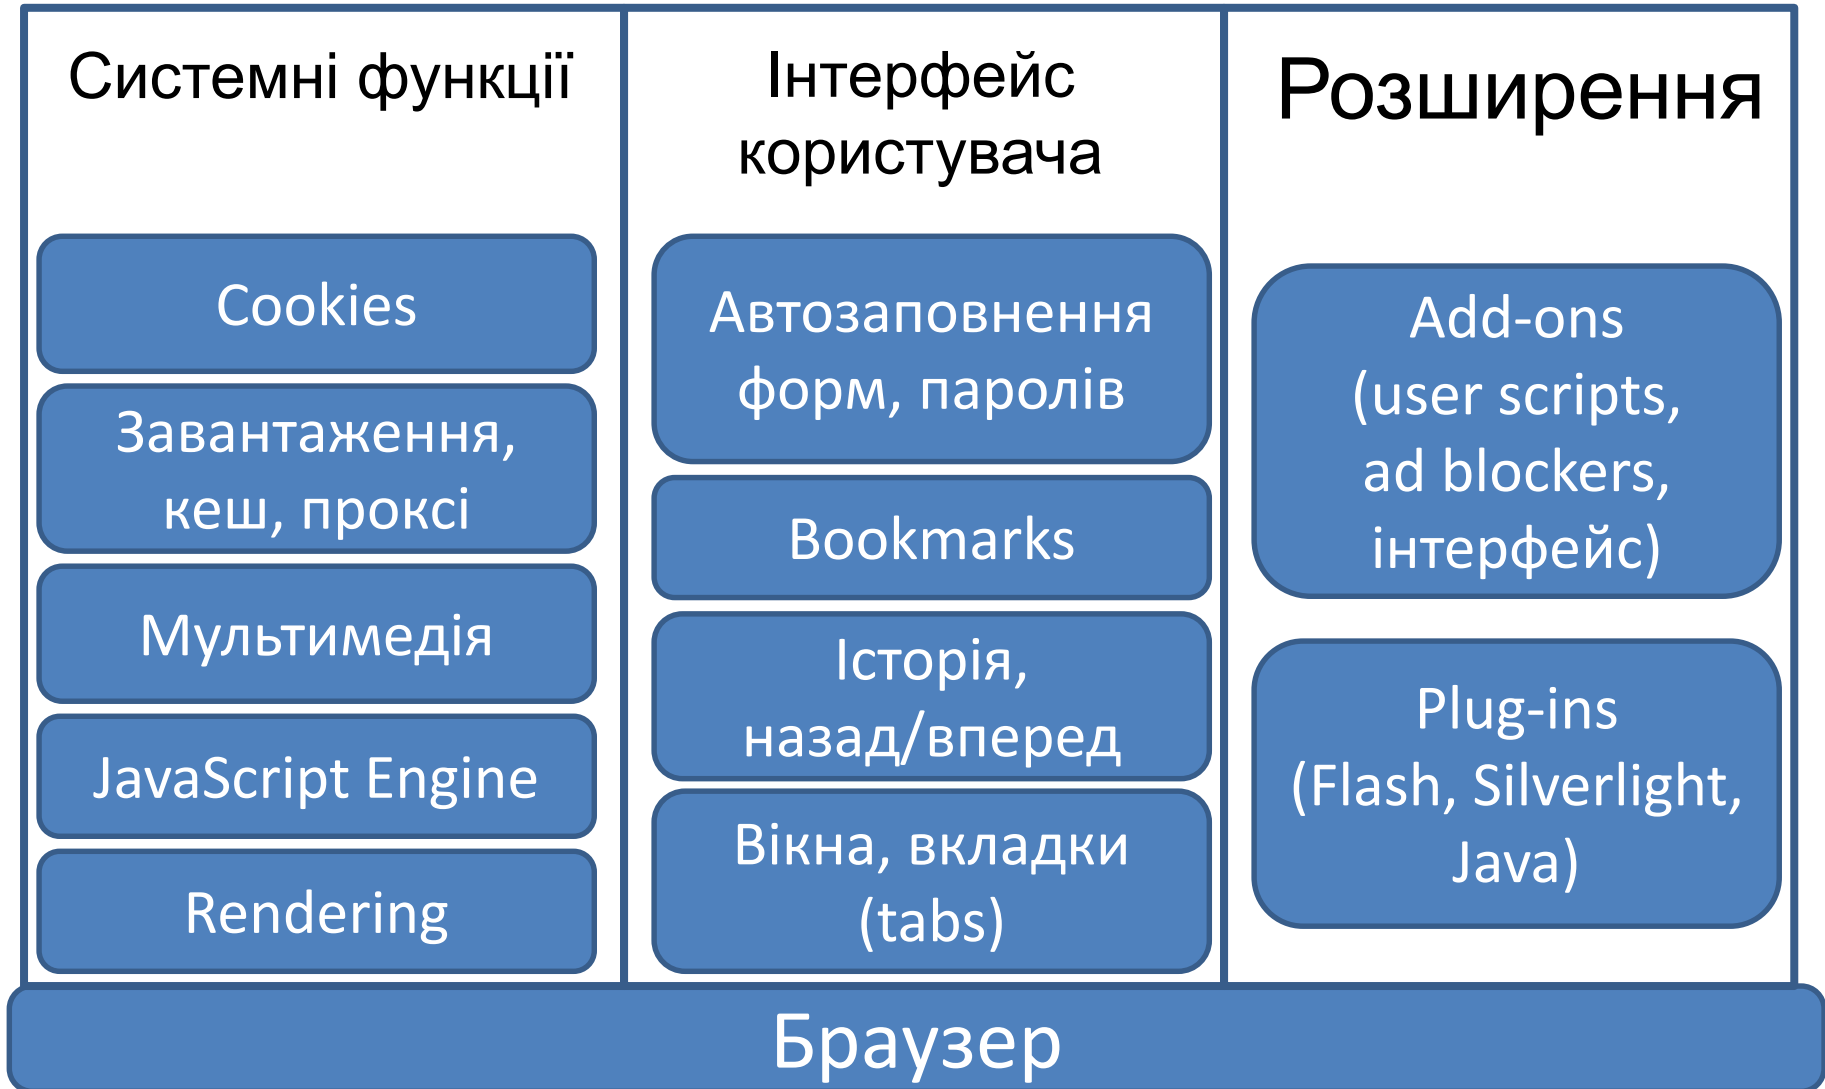 Системні функції
Cookies
Завантаження,
кеш, проксі
Мультимедія
JavaScript Engine
Rendering
Інтерфейс
користувача
Автозаповнення
форм, паролів
Bookmarks
Історія,
назад/вперед
Вікна, вкладки
(tabs)
Розширення
Add-ons
(user scripts,
ad blockers,
інтерфейс)
Plug-ins
(Flash, Silverlight,
Java)
Браузер